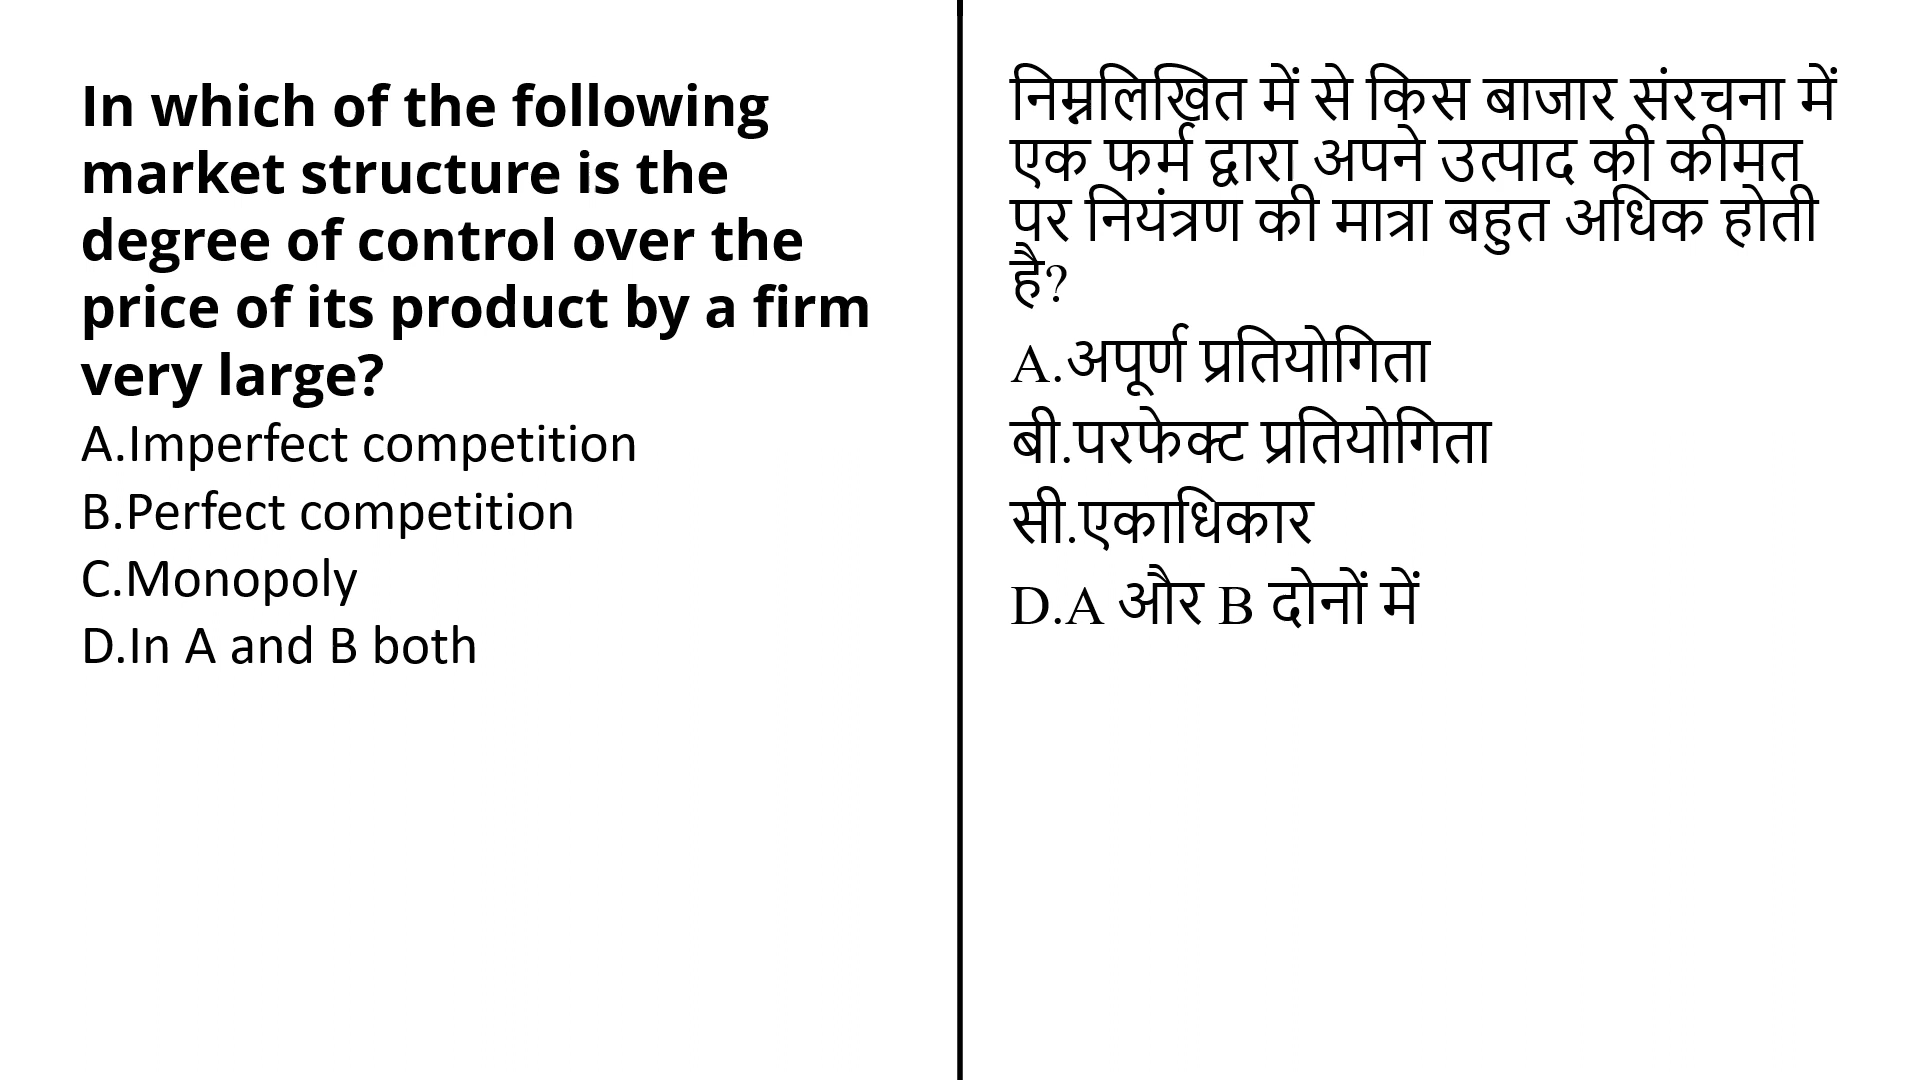 In which of the following
market structure is the
degree of control over the
price of its product by a firm
very large?
A.Imperfect competition
B.Perfect competition
C.Monopoly
D.In A and B both
निम्नलिखित में से किस बाजार संरचना में
एक फर्म द्वारा अपने उत्पाद की कीमत
पर नियंत्रण की मात्रा बहुत अधिक होती
है?
A.अपूर्ण प्रतियोगिता
बी.परफेक्ट प्रतियोगिता
सी.एकाधिकार
D.A और B दोनों में